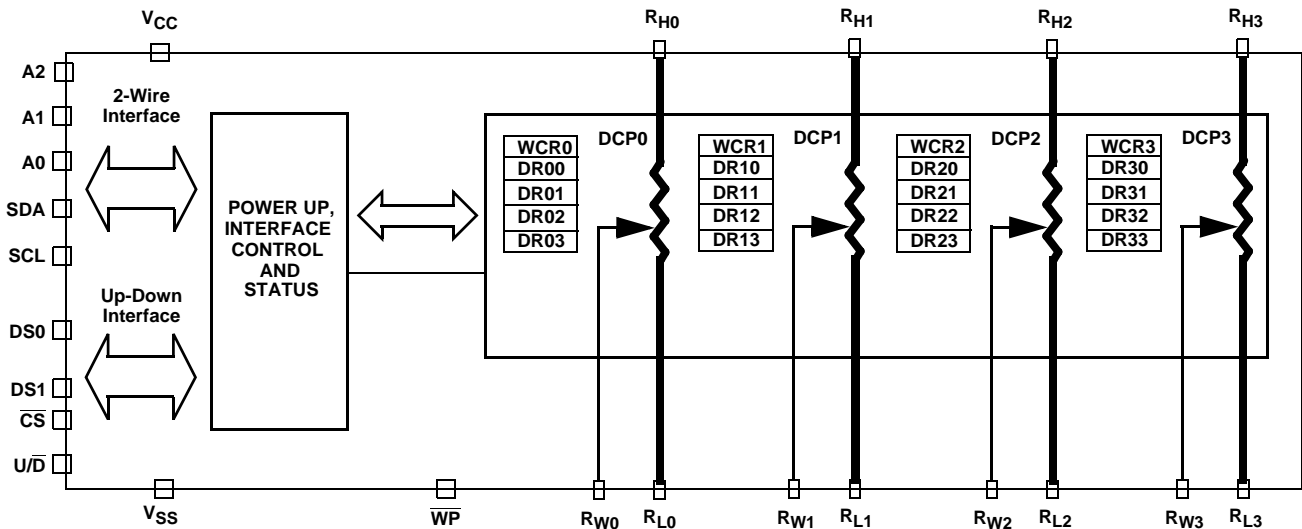 VCC
RH0
RH1
RH2
RH3
A2
A1
A0
SDA
SCL
DS0
DS1
C̅S̅
U/D̅
2-Wire
Interface
Up-Down
Interface
POWER UP,
INTERFACE
CONTROL
AND
STATUS
WCR0
DR00
DR01
DR02
DR03
DCP0
WCR1
DR10
DR11
DR12
DR13
DCP1
WCR2
DR20
DR21
DR22
DR23
DCP2
WCR3
DR30
DR31
DR32
DR33
DCP3
VSS
W̅P̅
RW0
RL0
RW1
RL1
RW2
RL2
RW3
RL3